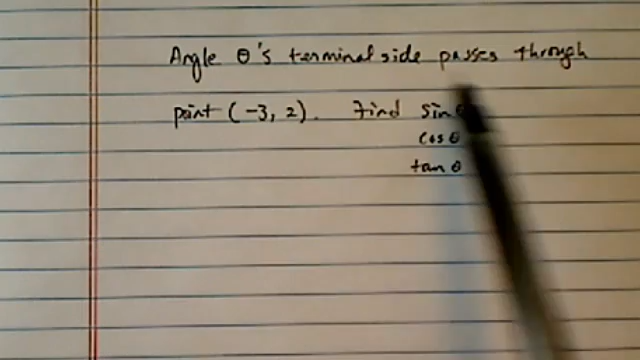 Angle θ's terminal side passes through
point (-3, 2). Find sin θ
cos θ
tan θ